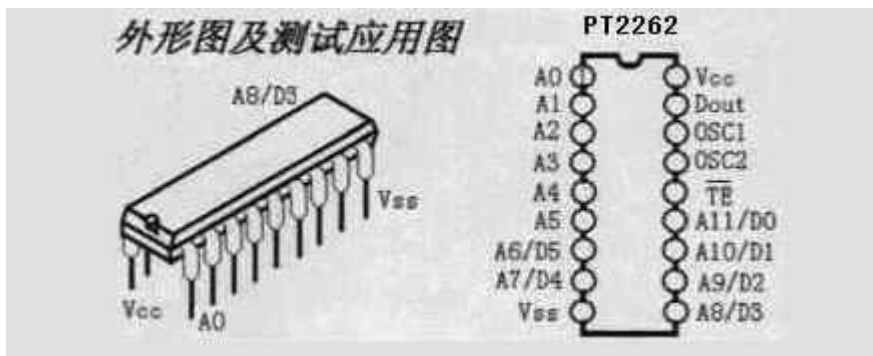 外形图及测试应用图
PT2262
A8/D3
Vss
Vcc
A0
A0 Vcc
A1 Dout
A2 OSC1
A3 OSC2
A4 TE
A5 A11/D0
A6/D5 A10/D1
A7/D4 A9/D2
Vss A8/D3